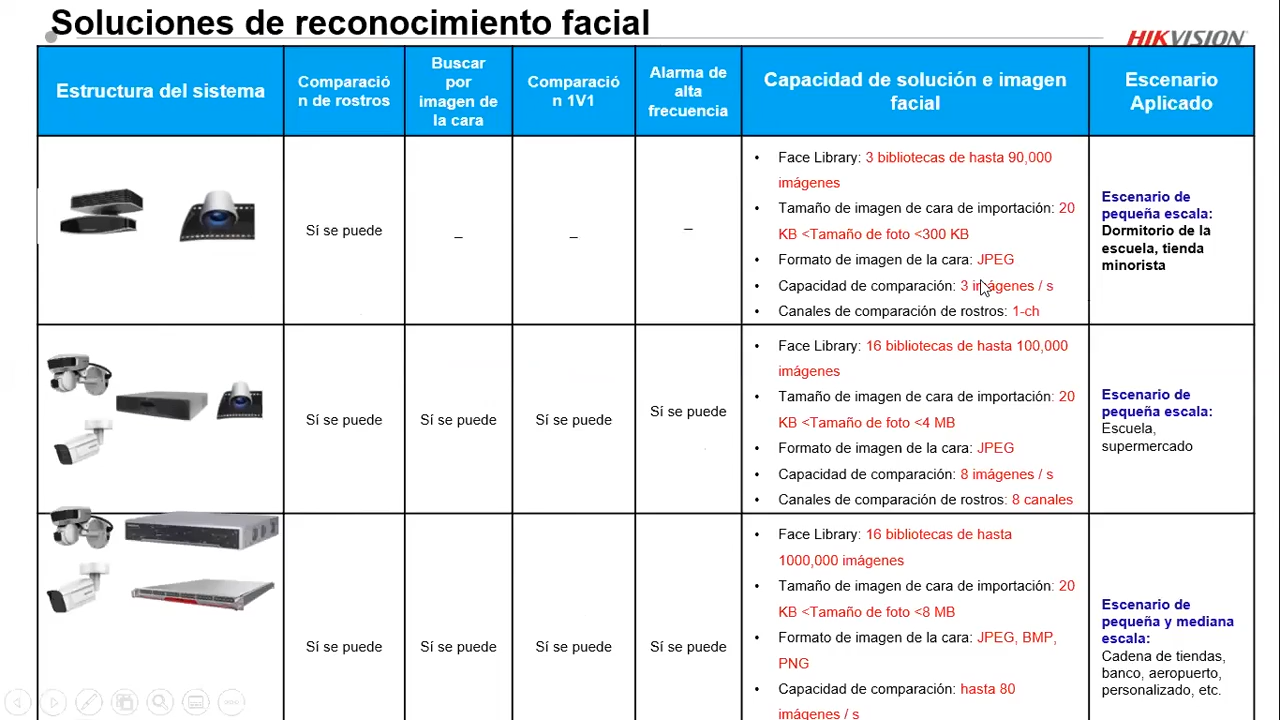 Soluciones de reconocimiento facial
HIKVISION
Estructura del sistema
Comparació
n de rostros
Buscar
por
imagen de
la cara
Comparació
n 1V1
Alarma de
alta
frecuencia
Capacidad de solución e imagen
facial
Escenario
Aplicado
Sí se puede
_
_
_
• Face Library: 3 bibliotecas de hasta 90,000
imágenes
• Tamaño de imagen de cara de importación: 20
KB <Tamaño de foto <300 KB
• Formato de imagen de la cara: JPEG
• Capacidad de comparación: 3 imágenes / s
• Canales de comparación de rostros: 1-ch
Escenario de
pequeña escala:
Dormitorio de la
escuela, tienda
minorista
Sí se puede
Sí se puede
Sí se puede
Sí se puede
• Face Library: 16 bibliotecas de hasta 100,000
imágenes
• Tamaño de imagen de cara de importación: 20
KB <Tamaño de foto <4 MB
• Formato de imagen de la cara: JPEG
• Capacidad de comparación: 8 imágenes / s
• Canales de comparación de rostros: 8 canales
Escenario de
pequeña escala:
Escuela,
supermercado
Sí se puede
Sí se puede
Sí se puede
Sí se puede
• Face Library: 16 bibliotecas de hasta
1000,000 imágenes
• Tamaño de imagen de cara de importación: 20
KB <Tamaño de foto <8 MB
• Formato de imagen de la cara: JPEG, BMP,
PNG
• Capacidad de comparación: hasta 80
imágenes / s
Escenario de
pequeña y mediana
escala:
Cadena de tiendas,
banco, aeropuerto,
personalizado, etc.